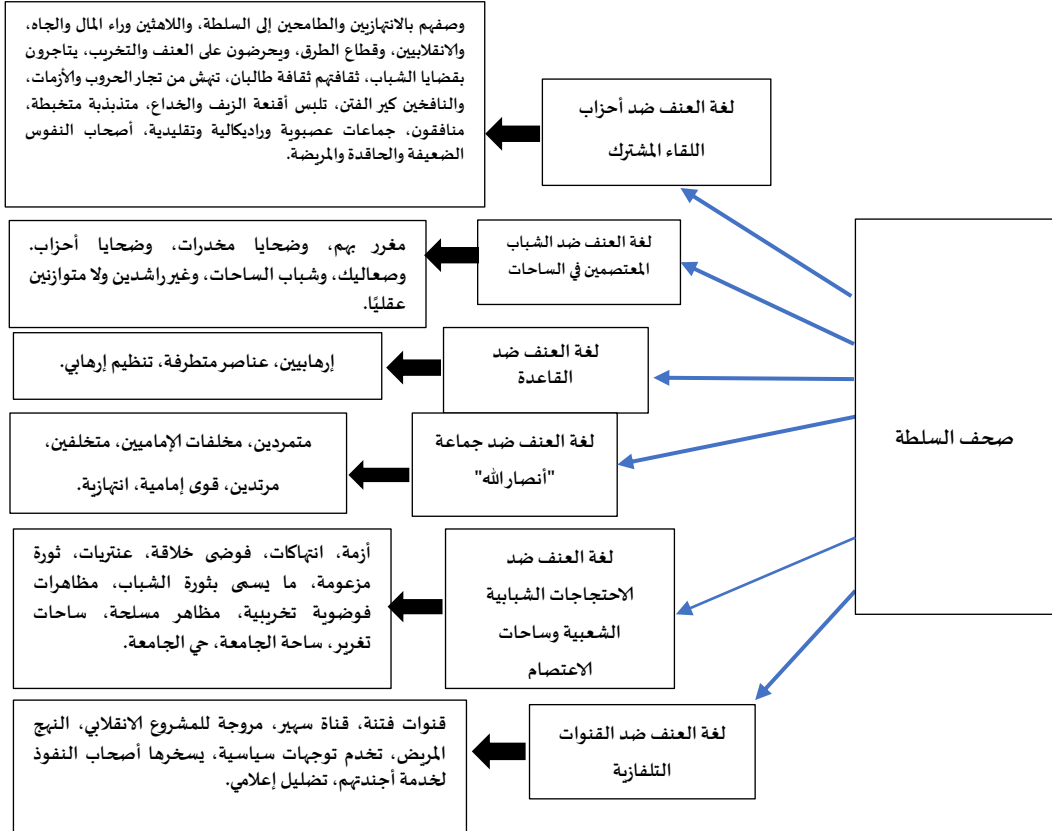 صحف السلطة
لغة العنف ضد أحزاب
اللقاء المشترك
وصفهم بالانتهازيين والطامحين إلى السلطة، واللاهثين وراء المال والجاه،
والانقلابيين، وقطاع الطرق، ويحرضون على العنف والتخريب، يتاجرون
بقضايا الشباب، ثقافتهم ثقافة طالبان، تنهش من تجار الحروب والأزمات،
والنافخين كير الفتن، تلبس أقنعة الزيف والخداع، متذبذبة متخبطة،
منافقون، جماعات عصبوية وراديكالية وتقليدية، أصحاب النفوس
الضعيفة والحاقدة والمريضة.
لغة العنف ضد الشباب
المعتصمين في الساحات
مغرر بهم، وضحايا مخدرات، وضحايا أحزاب.
وصعاليك، وشباب الساحات، وغير راشدين ولا متوازنين
عقليًا.
لغة العنف ضد
القاعدة
إرهابيين، عناصر متطرفة، تنظيم إرهابي.
لغة العنف ضد جماعة
"أنصار الله"
متمردين، مخلفات الإماميين، متخلفين،
مرتدين، قوى إمامية، انتهازية.
لغة العنف ضد
الاحتجاجات الشبابية
الشعبية وساحات
الاعتصام
أزمة، انتهاكات، فوضى خلاقة، عنتريات، ثورة
مزعومة، ما يسمى بثورة الشباب، مظاهرات
فوضوية تخريبية، مظاهر مسلحة، ساحات
تغرير، ساحة الجامعة، حي الجامعة.
لغة العنف ضد القنوات
التلفازية
قنوات فتنة، قناة سهير، مروجة للمشروع الانقلابي، النهج
المريض، تخدم توجهات سياسية، يسخرها أصحاب النفوذ
لخدمة أجندتهم، تضليل إعلامي.